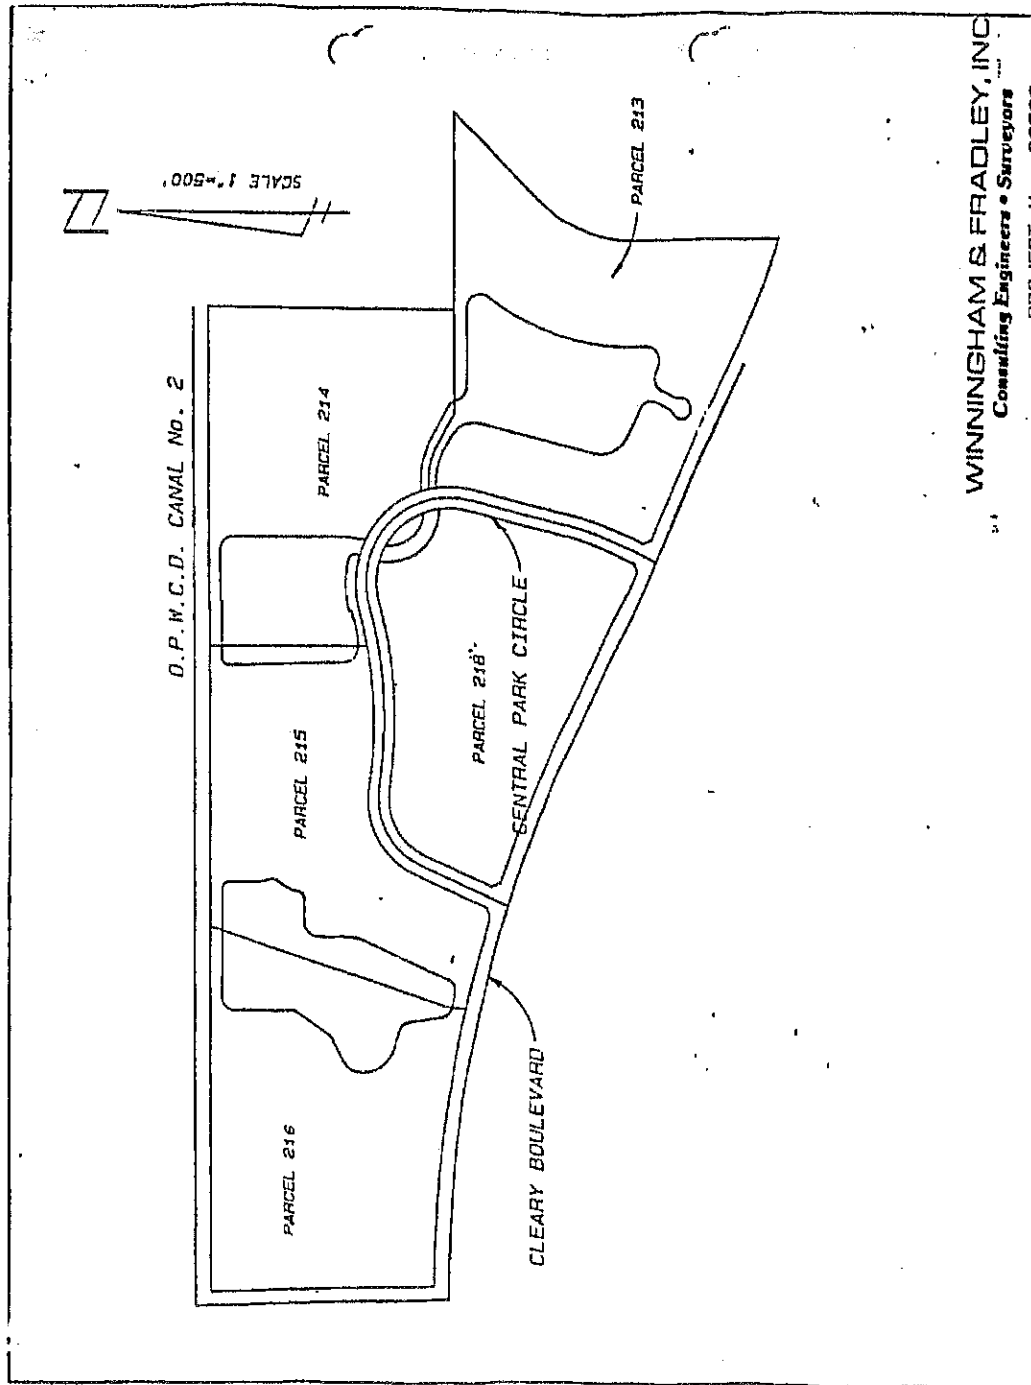 N
SCALE 1"=500'
O.P.W.C.D. CANAL No. 2
PARCEL 213
PARCEL 214
PARCEL 215
PARCEL 216
PARCEL 218
CENTRAL PARK CIRCLE
CLEARY BOULEVARD
WINNINGHAM & FRADLEY, INC
Consulting Engineers • Surveyors